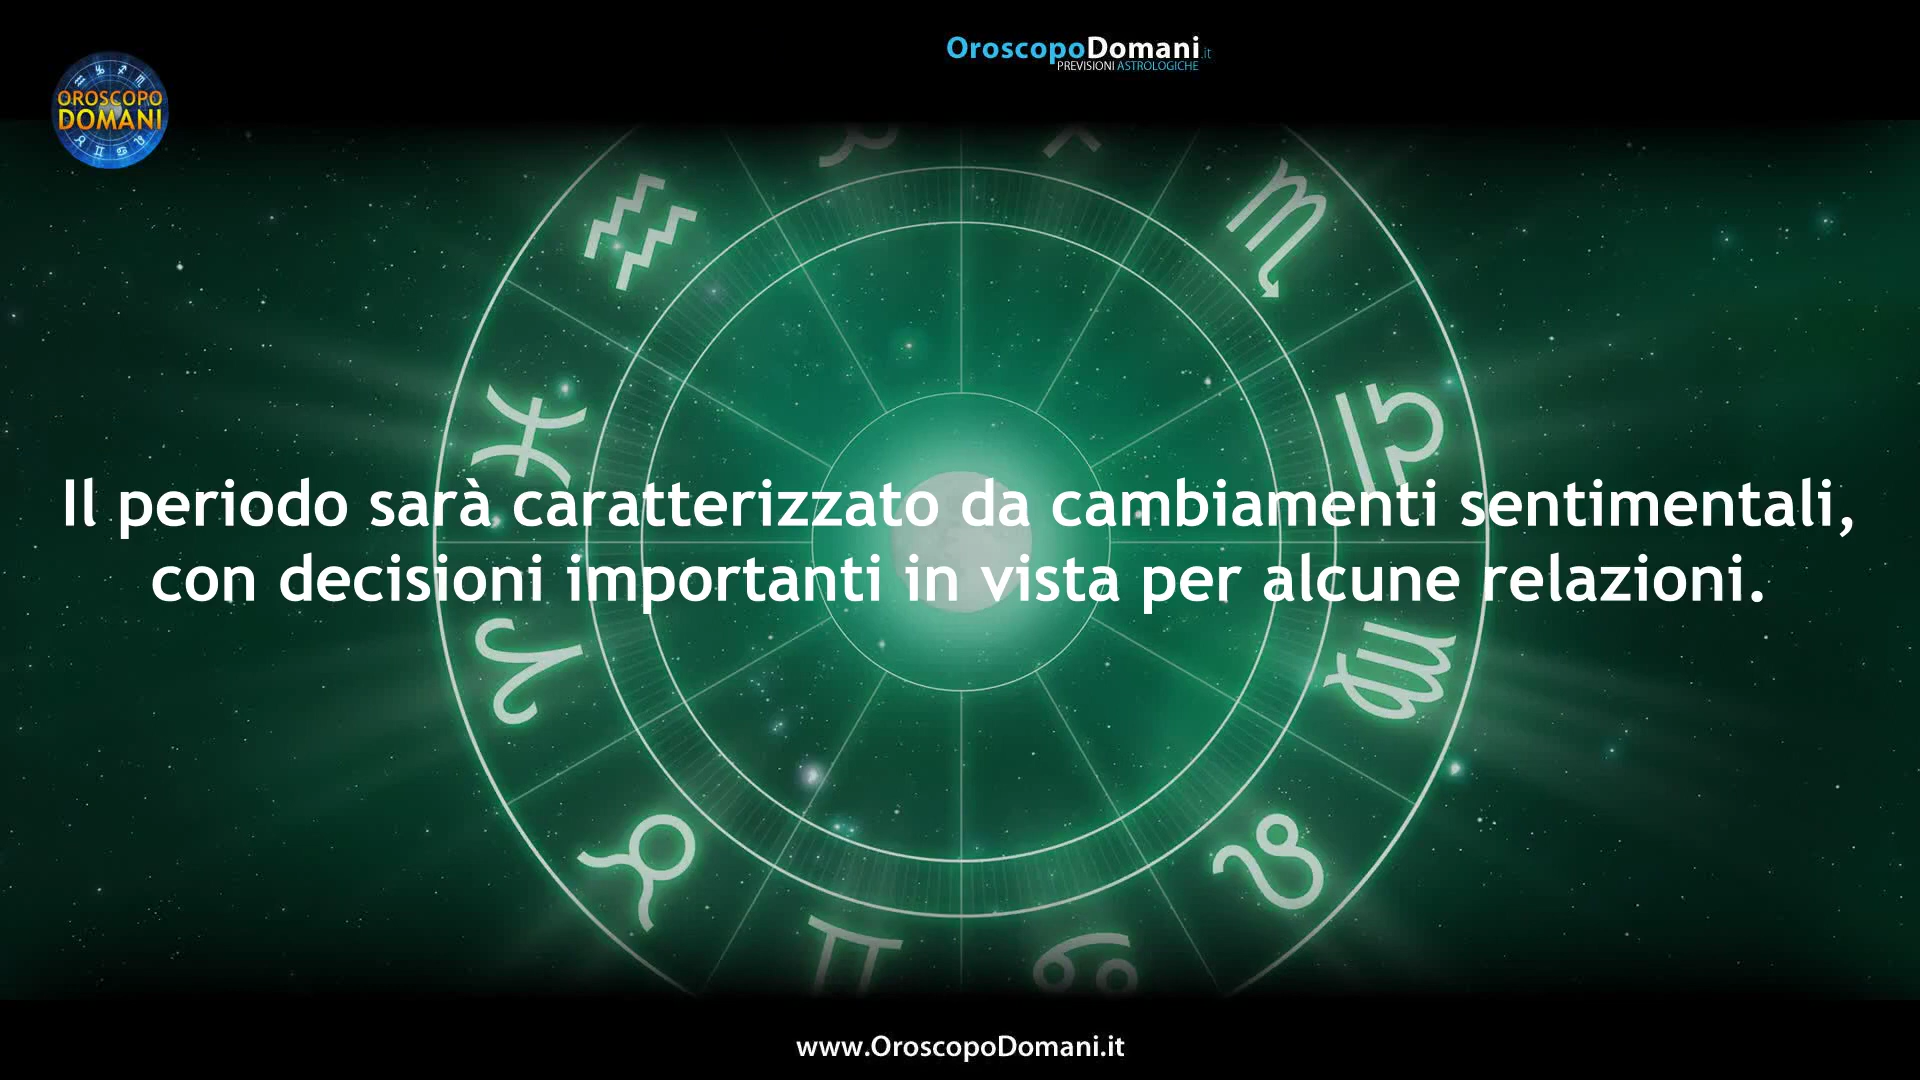 OroscopoDomani.it
PREVISIONI ASTROLOGICHE
OROSCOPO
DOMANI
Il periodo sarà caratterizzato da cambiamenti sentimentali,
con decisioni importanti in vista per alcune relazioni.
www.OroscopoDomani.it